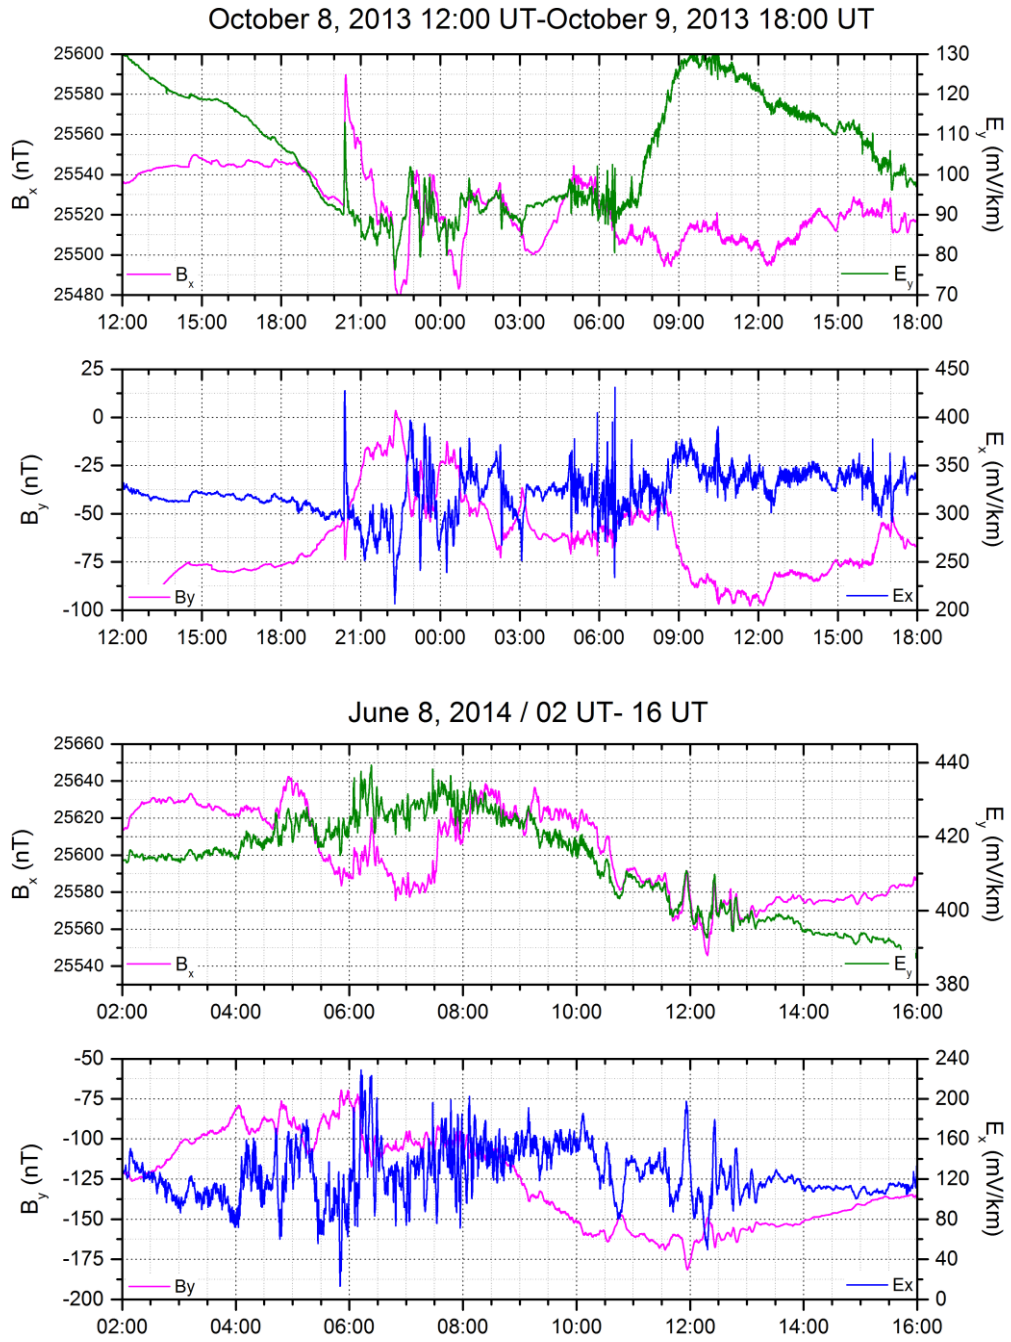 October 8, 2013 12:00 UT-October 9, 2013 18:00 UT
25600
25580
25560
25540
25520
25500
25480
Bx (nT)
130
120
110
100
90
80
70
Ey (mV/km)
Bx
Ey
12:00 15:00 18:00 21:00 00:00 03:00 06:00 09:00 12:00 15:00 18:00
25
0
-25
-50
-75
-100
By (nT)
450
400
350
300
250
200
Ex (mV/km)
By
Ex
12:00 15:00 18:00 21:00 00:00 03:00 06:00 09:00 12:00 15:00 18:00
June 8, 2014 / 02 UT- 16 UT
25660
25640
25620
25600
25580
25560
25540
Bx (nT)
440
420
400
380
Ey (mV/km)
Bx
Ey
02:00 04:00 06:00 08:00 10:00 12:00 14:00 16:00
-50
-75
-100
-125
-150
-175
-200
By (nT)
240
200
160
120
80
40
0
Ex (mV/km)
By
Ex
02:00 04:00 06:00 08:00 10:00 12:00 14:00 16:00